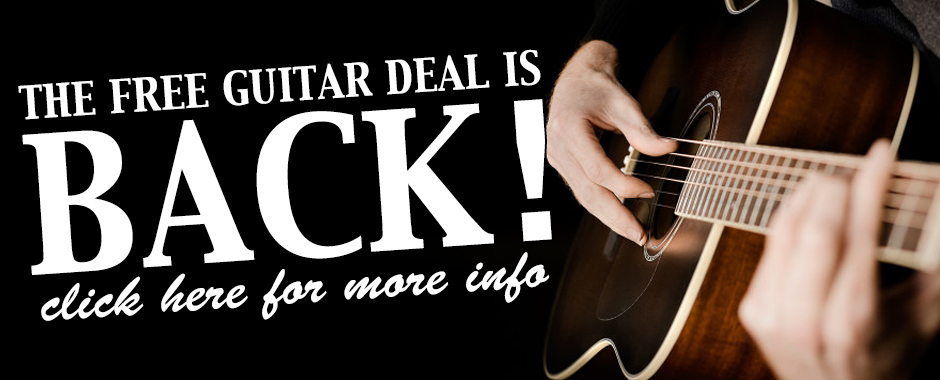 THE FREE GUITAR DEAL IS
BACK!
click here for more info